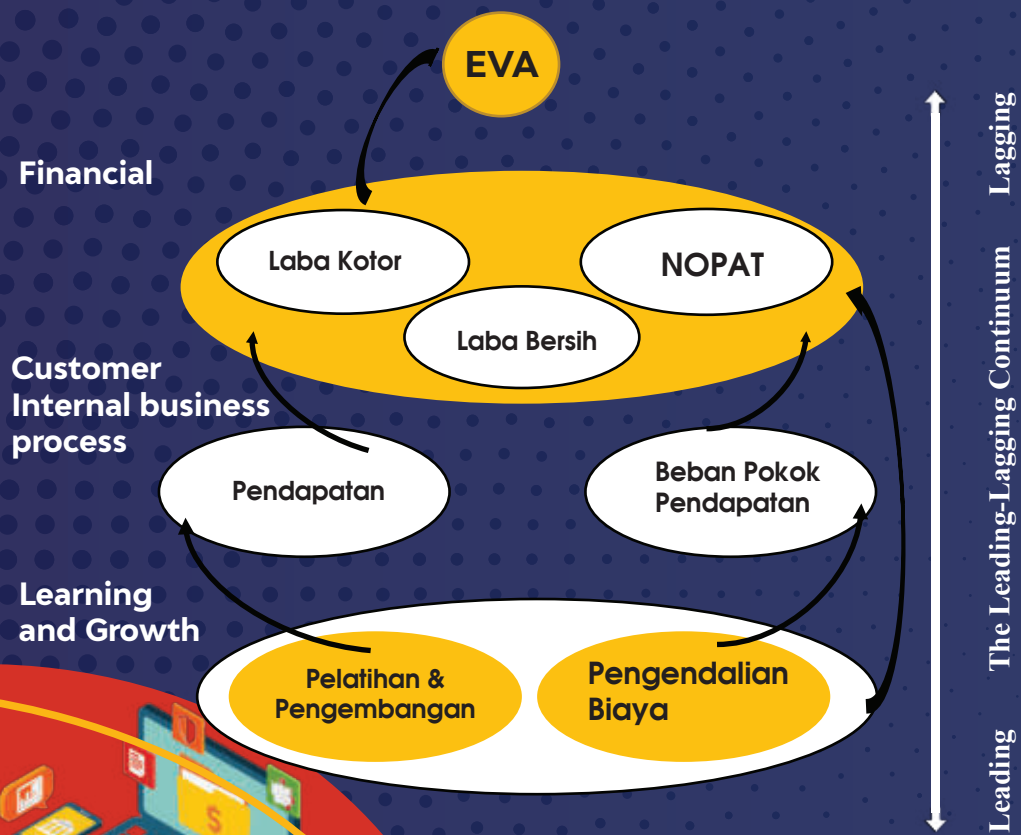 EVA
Financial
Laba Kotor
NOPAT
Laba Bersih
Customer
Internal business
process
Pendapatan
Beban Pokok
Pendapatan
Learning
and Growth
Pelatihan &
Pengembangan
Pengendalian
Biaya
$
Leading The Leading-Lagging Continuum Lagging